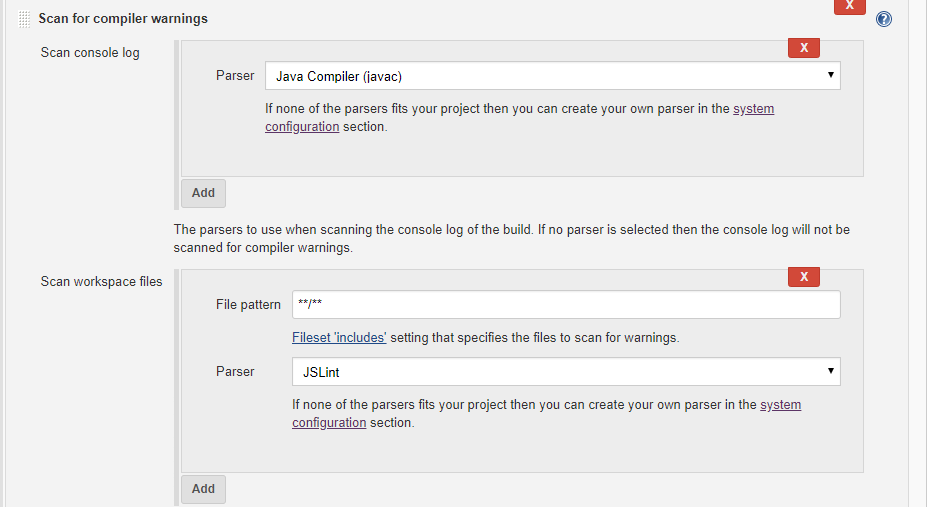 X
Scan for compiler warnings
?
Scan console log
X
Parser
Java Compiler (javac)
If none of the parsers fits your project then you can create your own parser in the system
configuration section.
Add
The parsers to use when scanning the console log of the build. If no parser is selected then the console log will not be
scanned for compiler warnings.
Scan workspace files
X
File pattern
**/**
Fileset 'includes' setting that specifies the files to scan for warnings.
Parser
JSLint
If none of the parsers fits your project then you can create your own parser in the system
configuration section.
Add